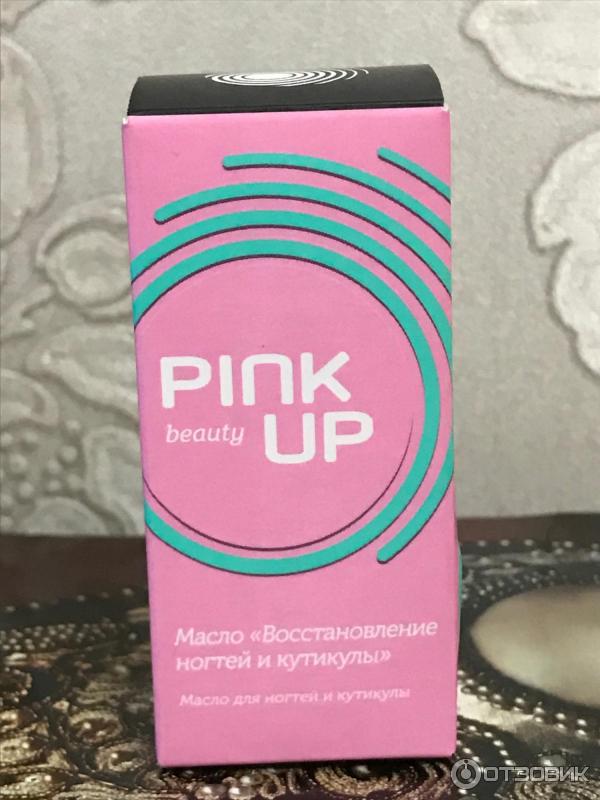 PINK
beauty UP
Масло «Восстановление
ногтей и кутикулы»
Масло для ногтей и кутикулы
ОТЗОВИК